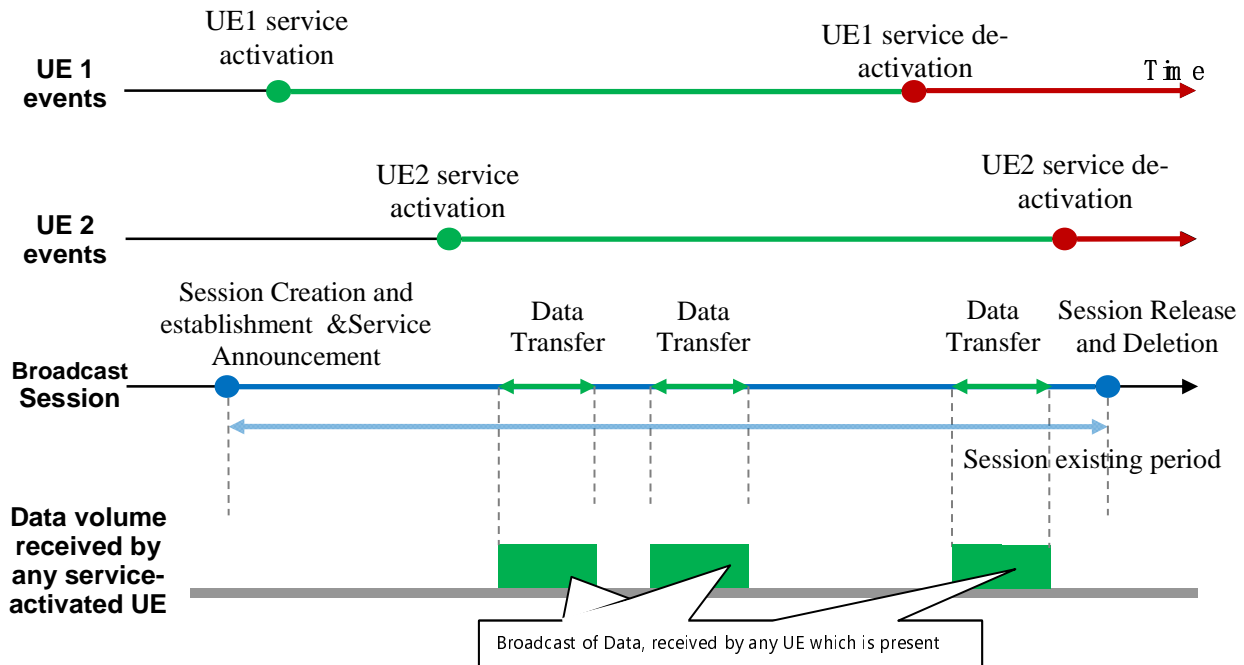 UE1 service
activation
UE1 service de-
activation
Time
UE 1
events
UE2 service
activation
UE2 service de-
activation
UE 2
events
Session Creation and
establishment &Service
Announcement
Data
Transfer
Data
Transfer
Data
Transfer
Session Release
and Deletion
Broadcast
Session
Session existing period
Data volume
received by
any service-
activated UE
Broadcast of Data, received by any UE which is present